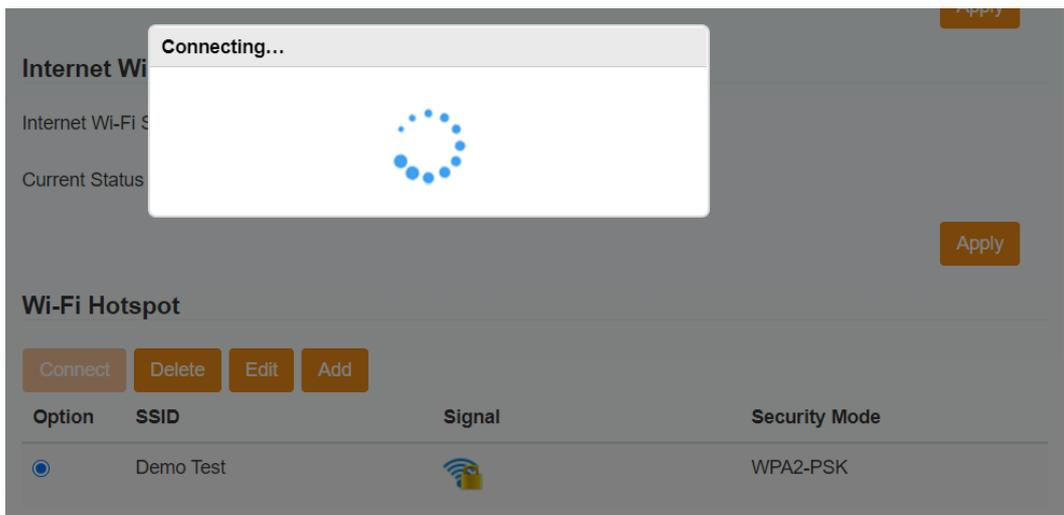 Apply
Connecting...
Internet Wi
Internet Wi-Fi S
Current Status
Apply
Wi-Fi Hotspot
Connect Delete Edit Add
Option SSID Signal Security Mode
Demo Test WPA2-PSK